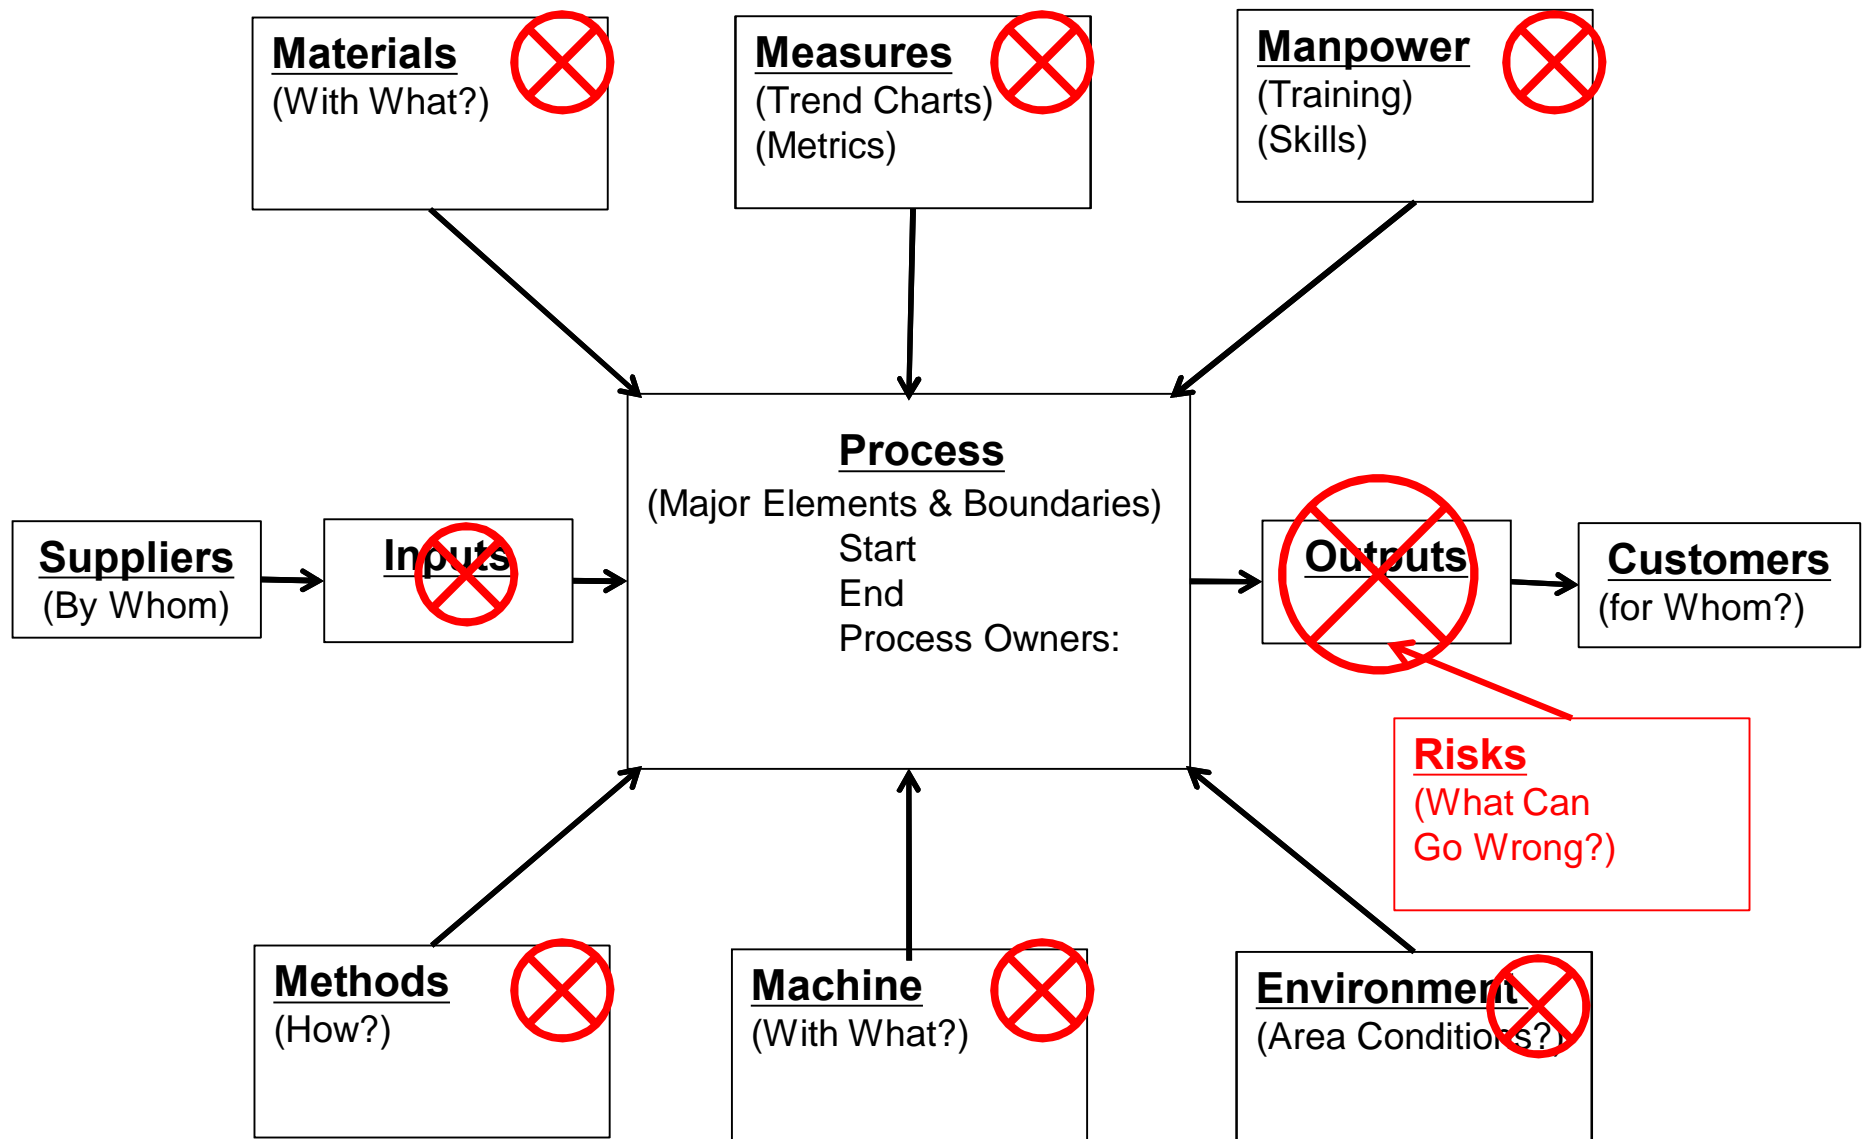 Materials
(With What?)
Measures
(Trend Charts)
(Metrics)
Manpower
(Training)
(Skills)
Process
(Major Elements & Boundaries)
Start
End
Process Owners:
Suppliers
(By Whom)
Inputs
Outputs
Customers
(for Whom?)
Risks
(What Can
Go Wrong?)
Methods
(How?)
Machine
(With What?)
Environment
(Area Conditions?)